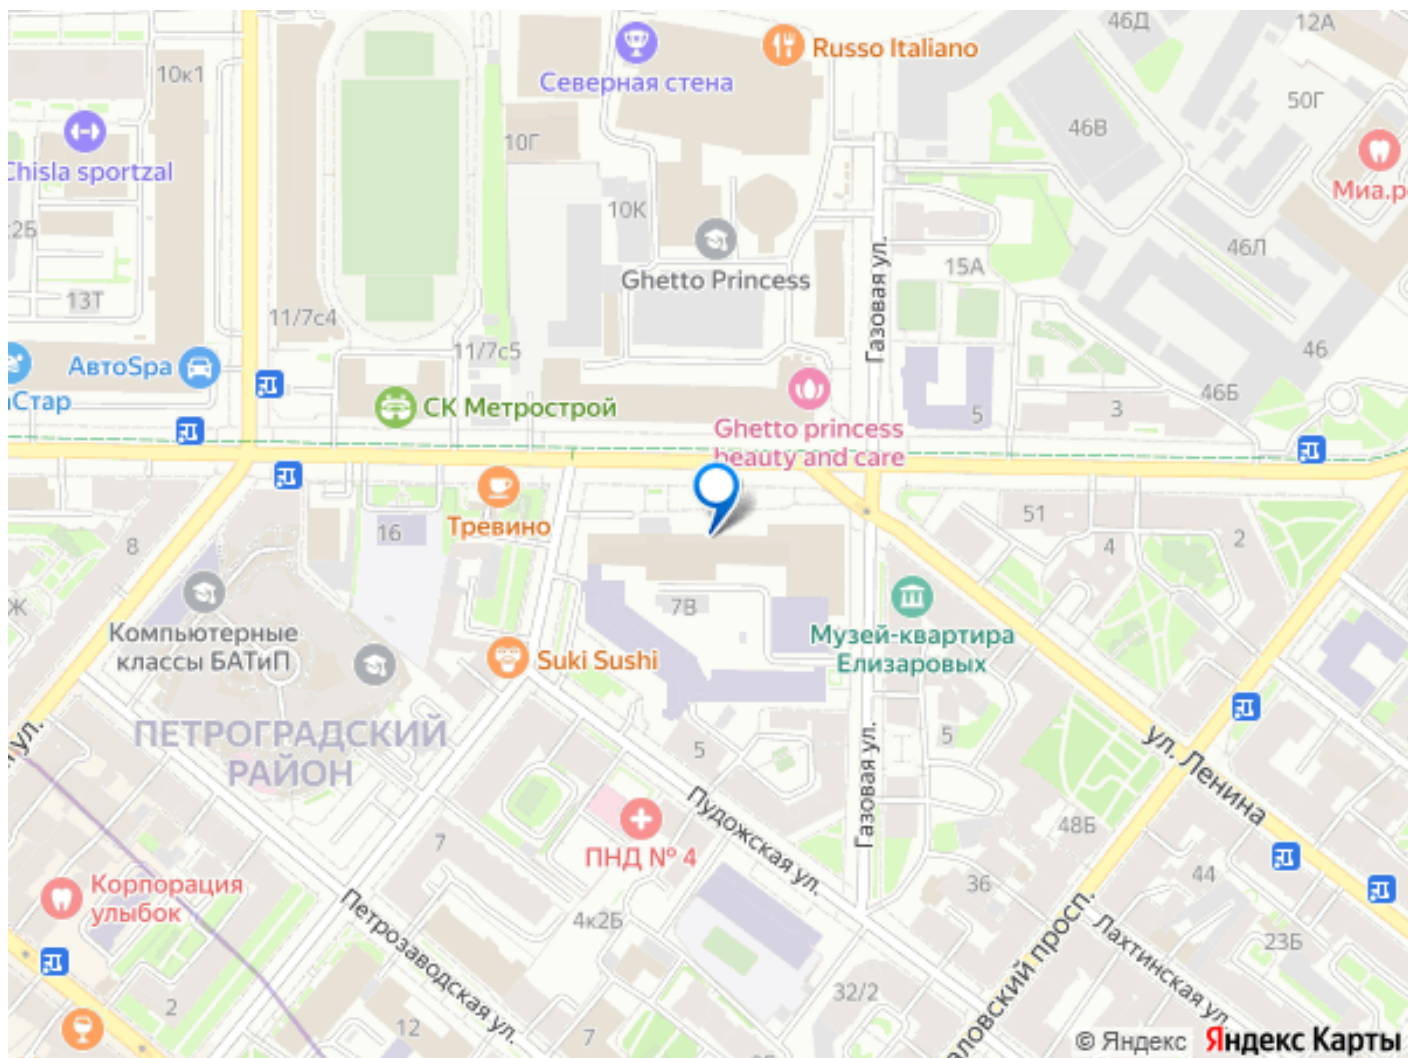 46Д
12А
Russo Italiano
Северная стена
10к1
50Г
46В
10Г
Chisla sportzal
Миа.р
10К
2Б
46Л
Газовая ул.
15А
Ghetto Princess
13Т
11/7с4
11/7с5
46
АвтоSpa
46Б
Стар
СК Метрострой
5
3
Ghetto princess
beauty and care
Тревино
16
51
8
4
2
Ж
7В
Компьютерные
классы БАТиП
Музей-квартира
Елизаровых
Suki Sushi
ПЕТРОГРАДСКИЙ
РАЙОН
ул.
5
5
Газовая ул.
ул. Ленина
Пудожская ул.
7
48Б
ПНД № 4
Корпорация
улыбок
Петрозаводская ул.
36
44
4к2Б
аловский просп.
Лахтинская ул.
23Б
32/2
2
12
7
© Яндекс Яндекс Карты